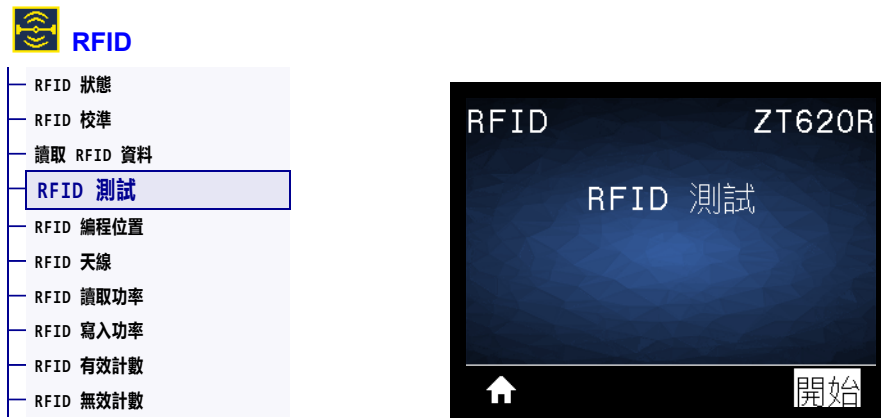 RFID
RFID 狀態
RFID 校準
讀取 RFID 資料
RFID 測試
RFID 編程位置
RFID 天線
RFID 讀取功率
RFID 寫入功率
RFID 有效計數
RFID 無效計數
RFID ZT620R
RFID 測試
開始